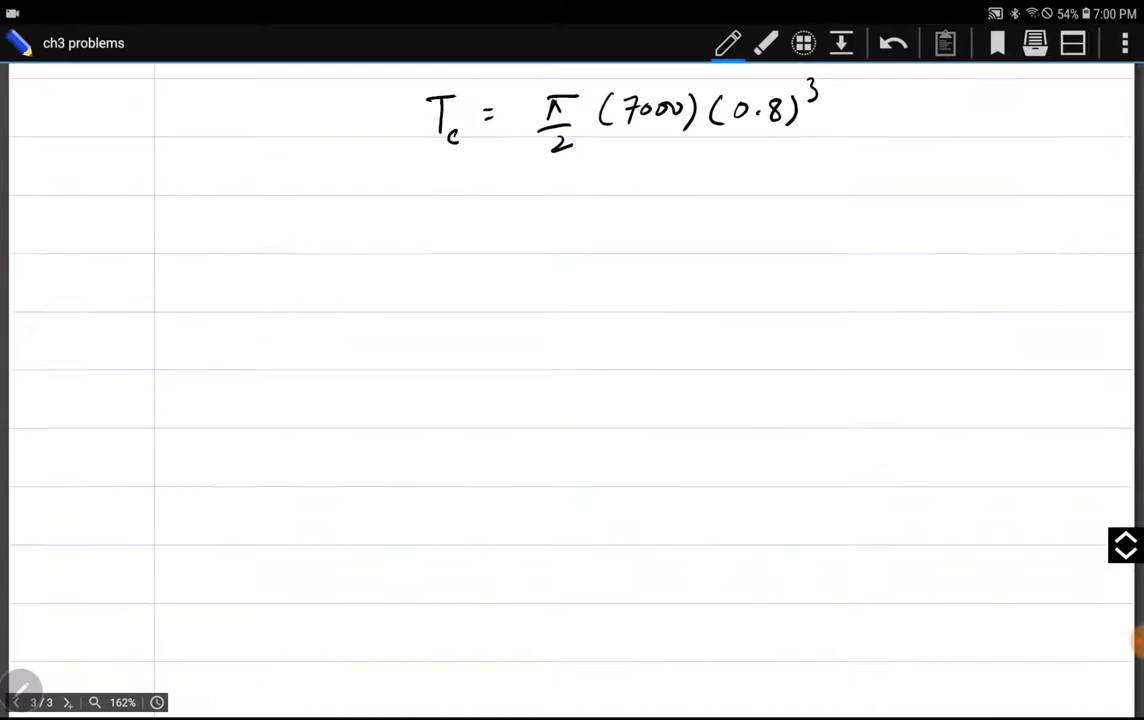 54% 7:00 PM
ch3 problems
T_c = π/2 (7000)(0.8)^3
3/3 162%